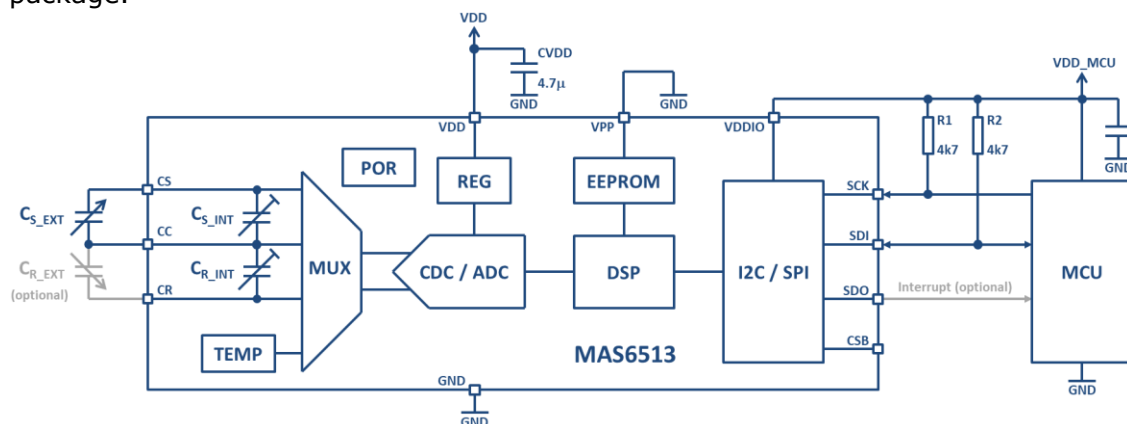 package.
VDD
CVDD
4.7µ
GND
GND
VDD_MCU
VDD
VPP
VDDIO
R1
4k7
R2
4k7
GND
POR
REG
EEPROM
CS
CS_EXT
CS_INT
CC
CR_EXT
(optional)
CR_INT
CR
MUX
CDC / ADC
DSP
I2C / SPI
SCK
SDI
SDO
CSB
Interrupt (optional)
MCU
TEMP
MAS6513
GND
GND
GND